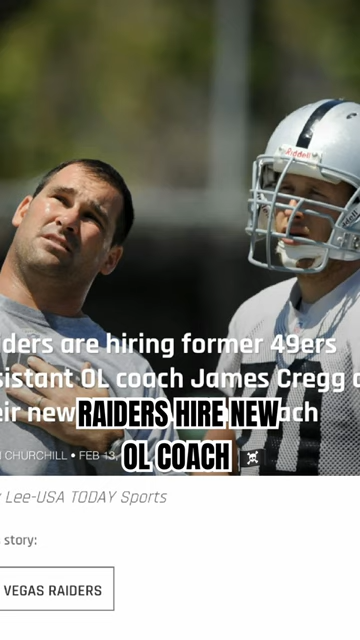 Riddell
ders are hiring former 49ers
sistant OL coach James Cregg
eir new
ach
RAIDERS HIRE NEW
OL COACH
CHURCHILL • FEB 13,
Lee-USA TODAY Sports
story:
VEGAS RAIDERS